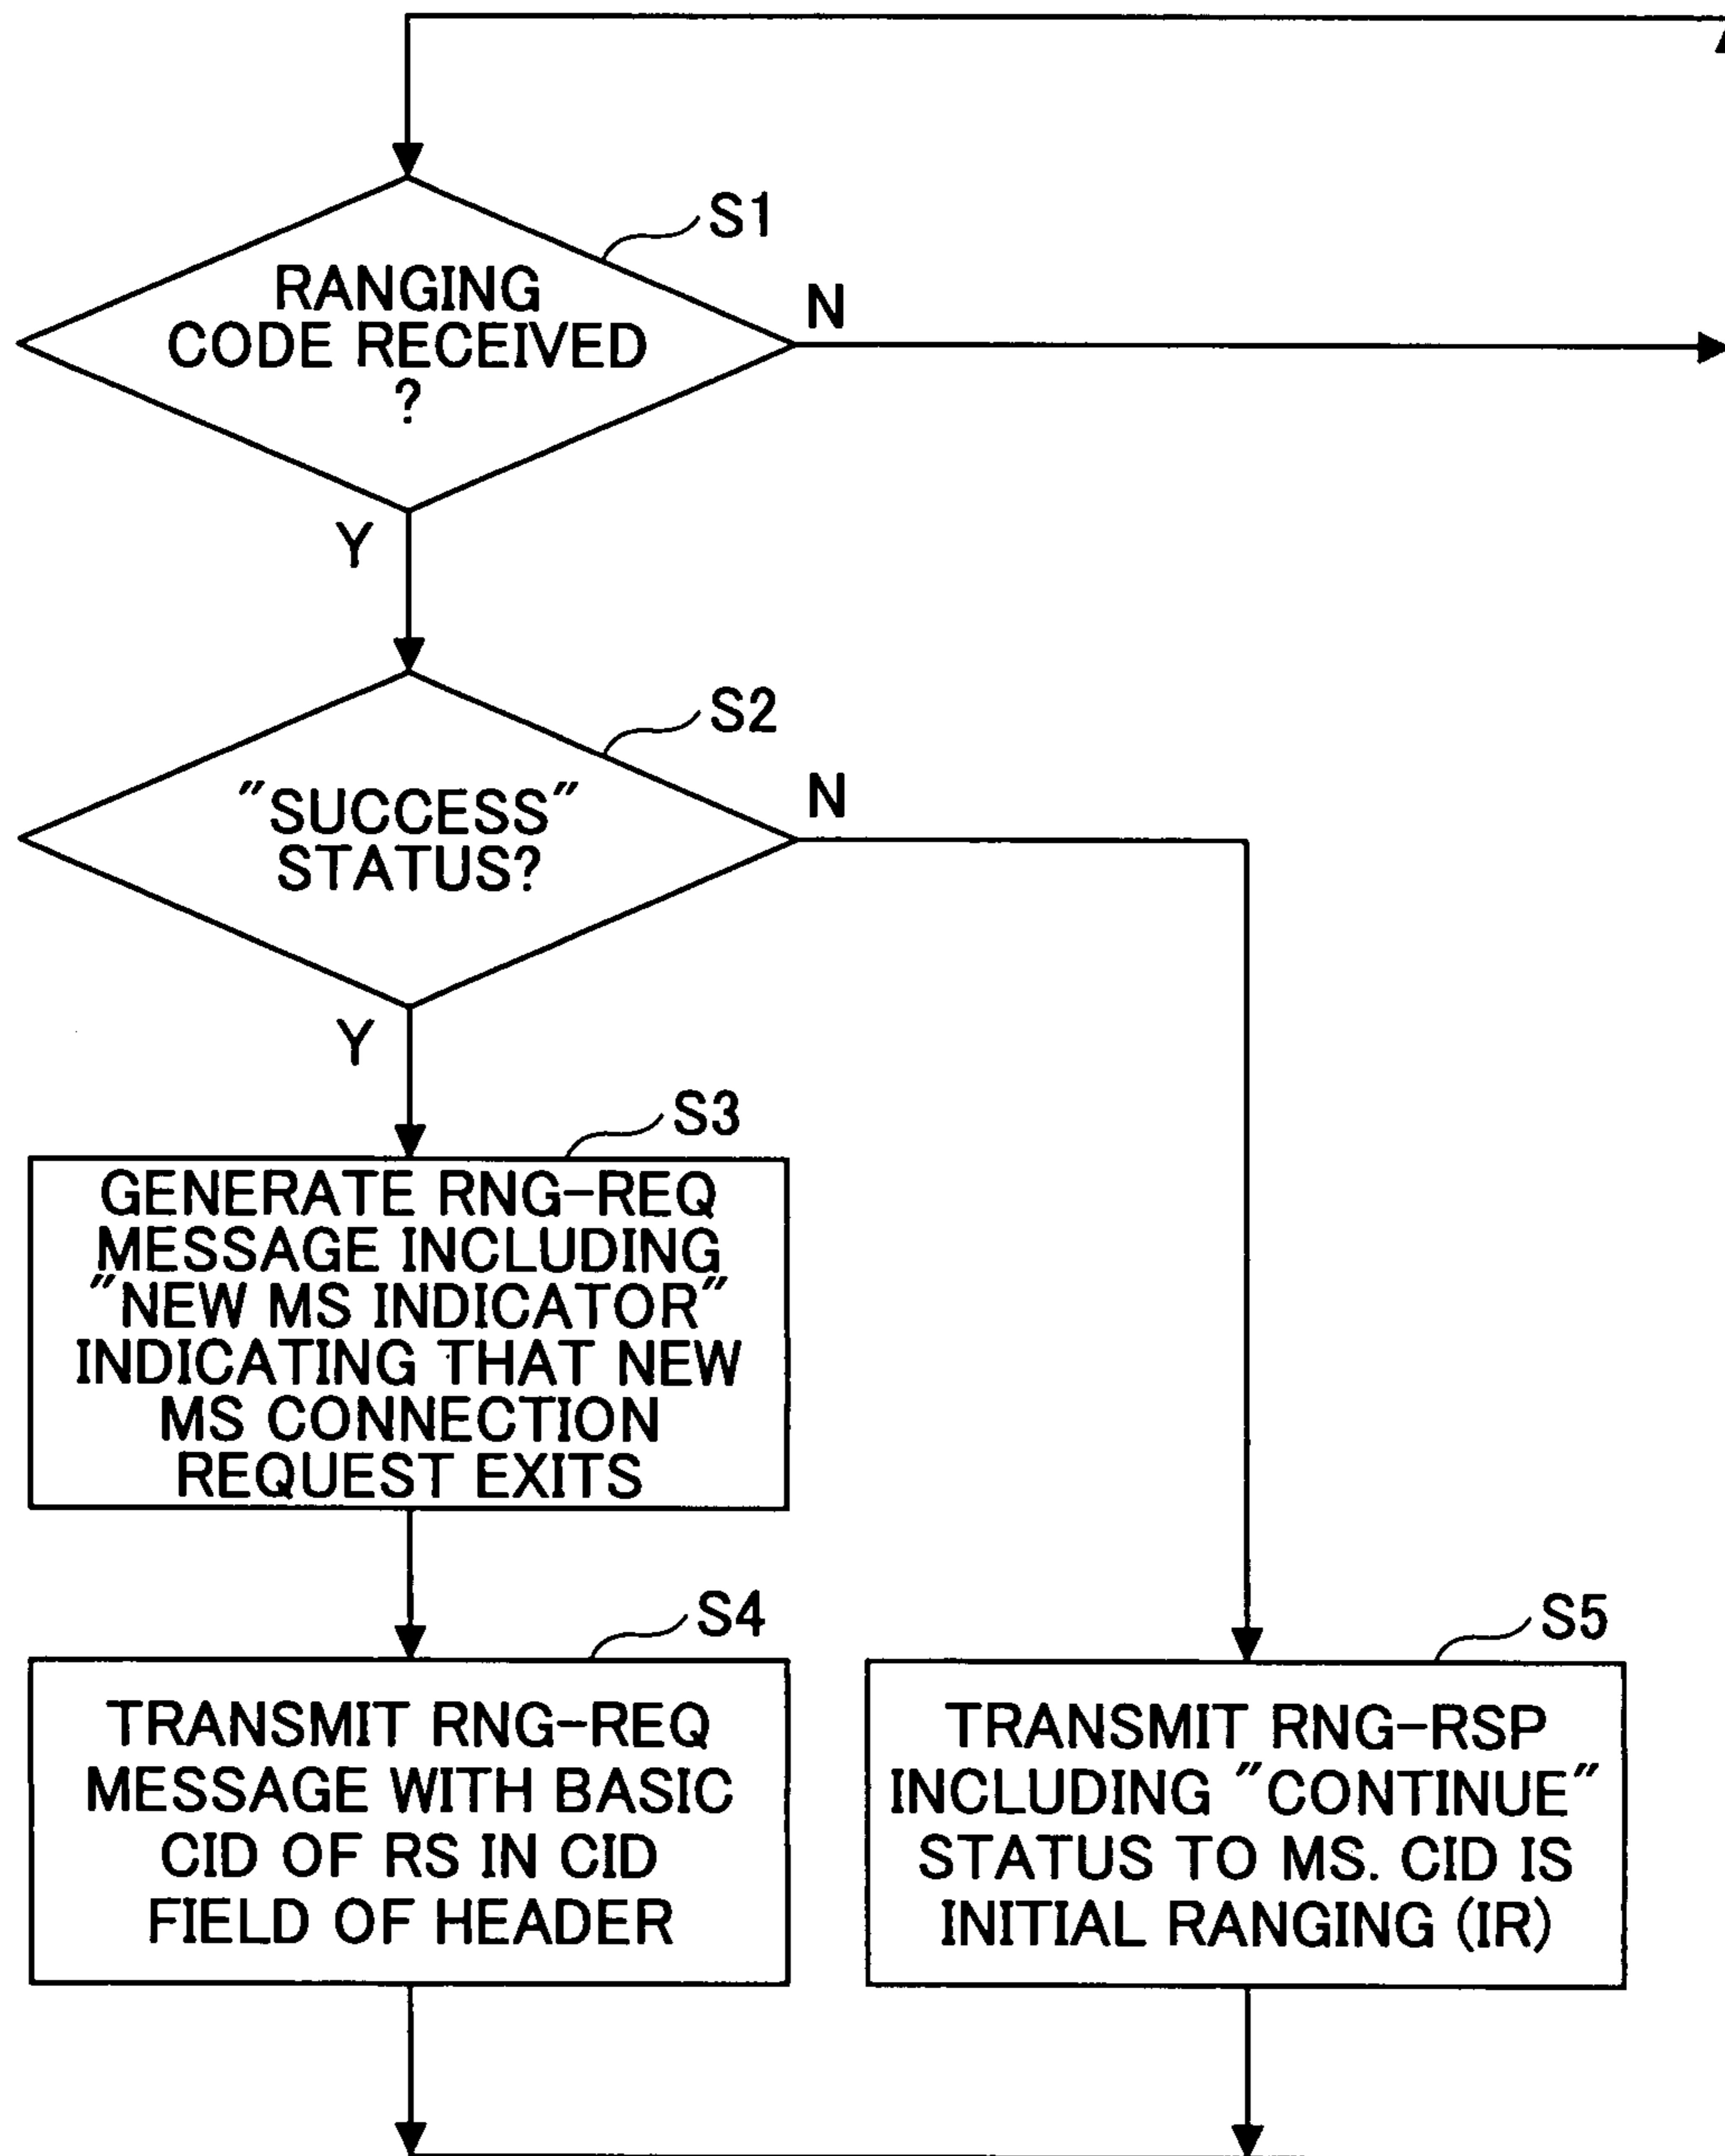 S1
RANGING
CODE RECEIVED
?
N
Y
S2
"SUCCESS"
STATUS?
N
Y
S3
GENERATE RNG-REQ
MESSAGE INCLUDING
"NEW MS INDICATOR"
INDICATING THAT NEW
MS CONNECTION
REQUEST EXITS
S4
TRANSMIT RNG-REQ
MESSAGE WITH BASIC
CID OF RS IN CID
FIELD OF HEADER
S5
TRANSMIT RNG-RSP
INCLUDING "CONTINUE"
STATUS TO MS. CID IS
INITIAL RANGING (IR)